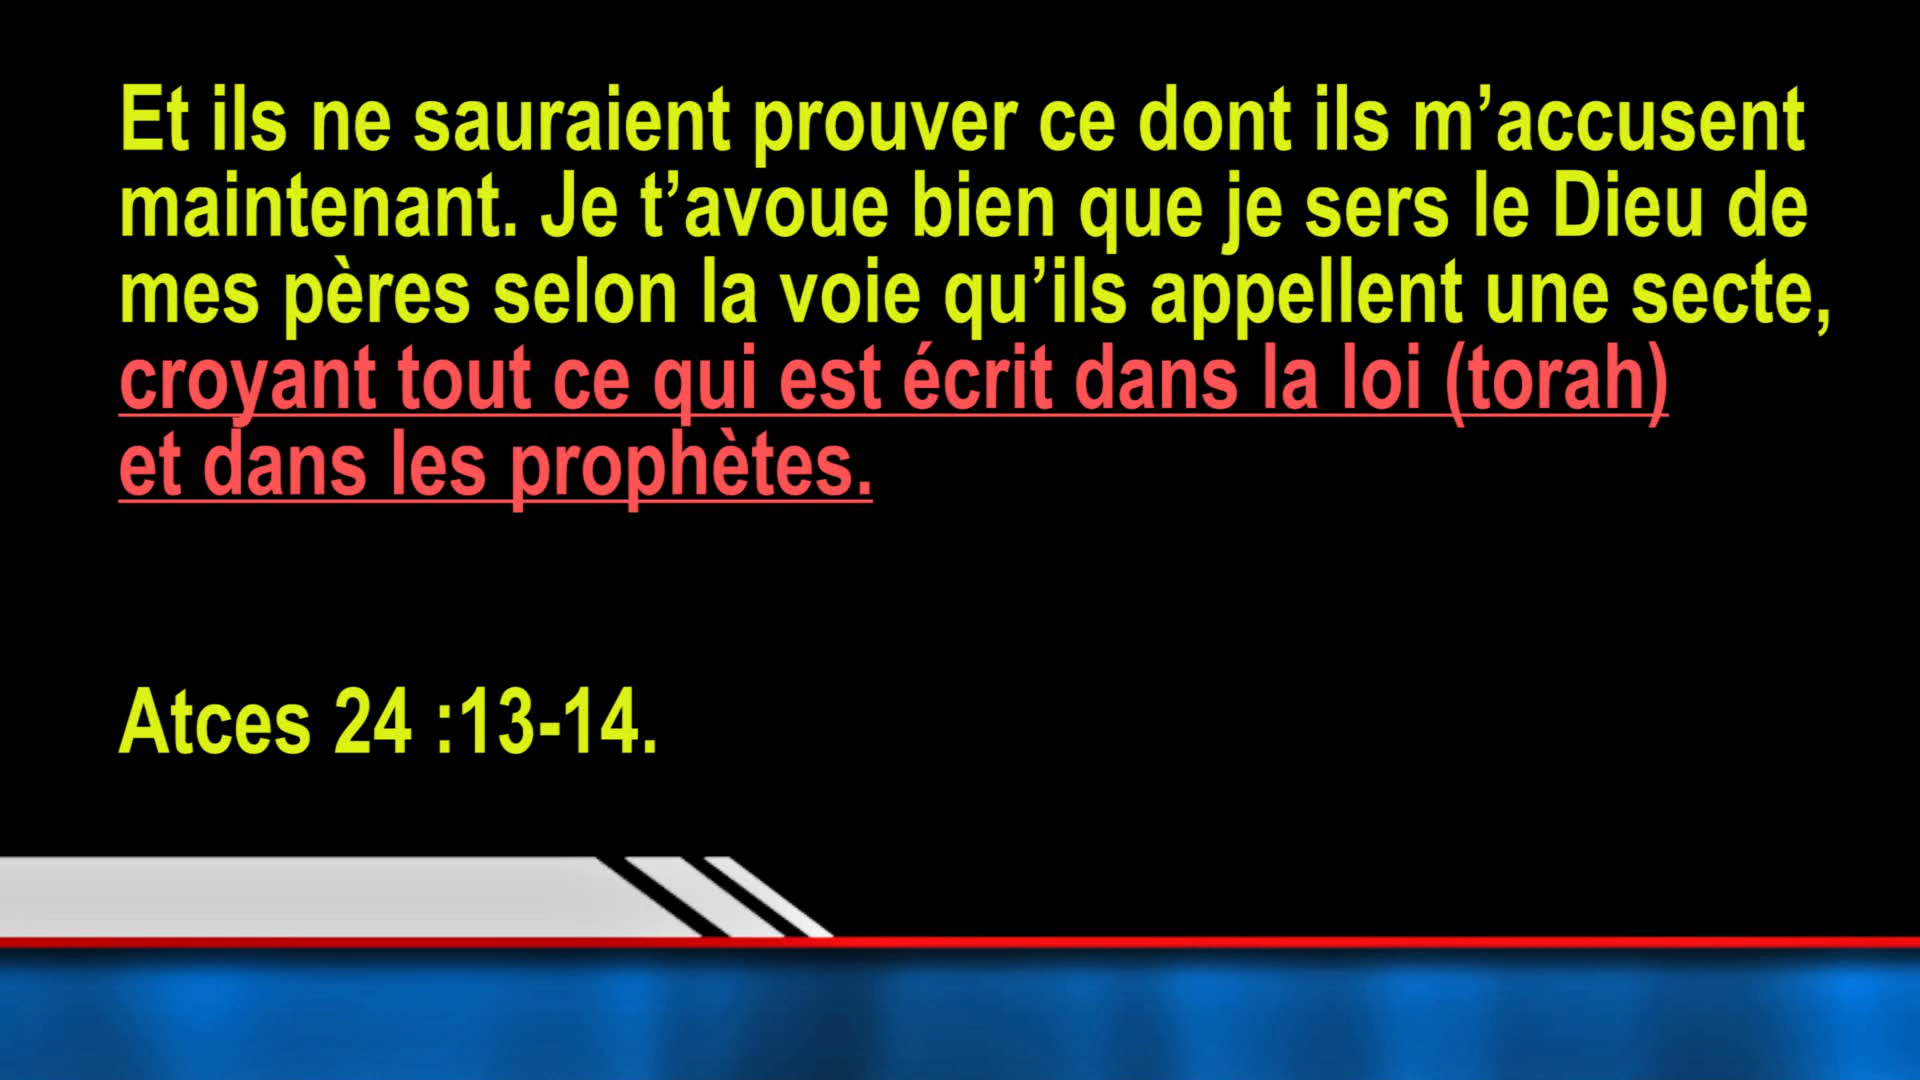 Et ils ne sauraient prouver ce dont ils m’accusent
maintenant. Je t’avoue bien que je sers le Dieu de
mes pères selon la voie qu’ils appellent une secte,
croyant tout ce qui est écrit dans la loi (torah)
et dans les prophètes.
Atces 24 :13-14.